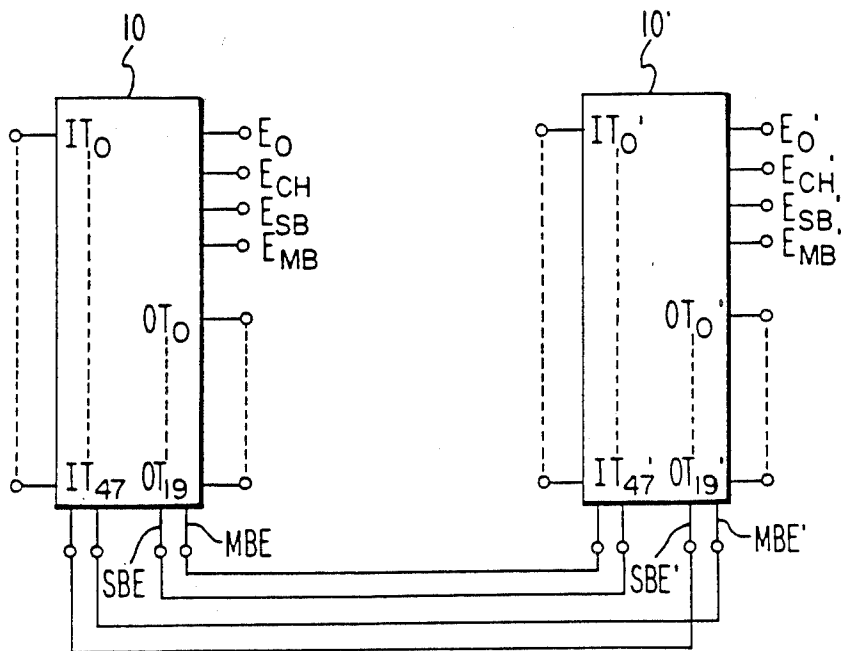 10
10'
IT0
E0
ECH
ESB
EMB
OT0
IT47
OT19
SBE
MBE
IT0'
E0'
ECH'
ESB'
EMB'
OT0'
IT47'
OT19'
SBE'
MBE'